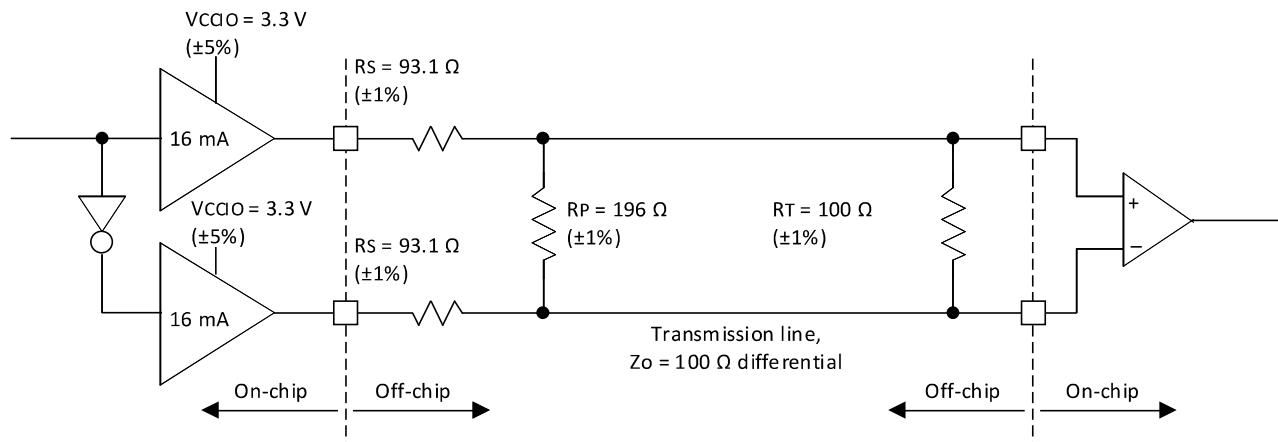 VCCIO = 3.3 V
(±5%)
RS = 93.1 Ω
(±1%)
16 mA
VCCIO = 3.3 V
(±5%)
RP = 196 Ω
(±1%)
RT = 100 Ω
(±1%)
+
−
RS = 93.1 Ω
(±1%)
16 mA
Transmission line,
Zo = 100 Ω differential
On-chip
Off-chip
Off-chip
On-chip